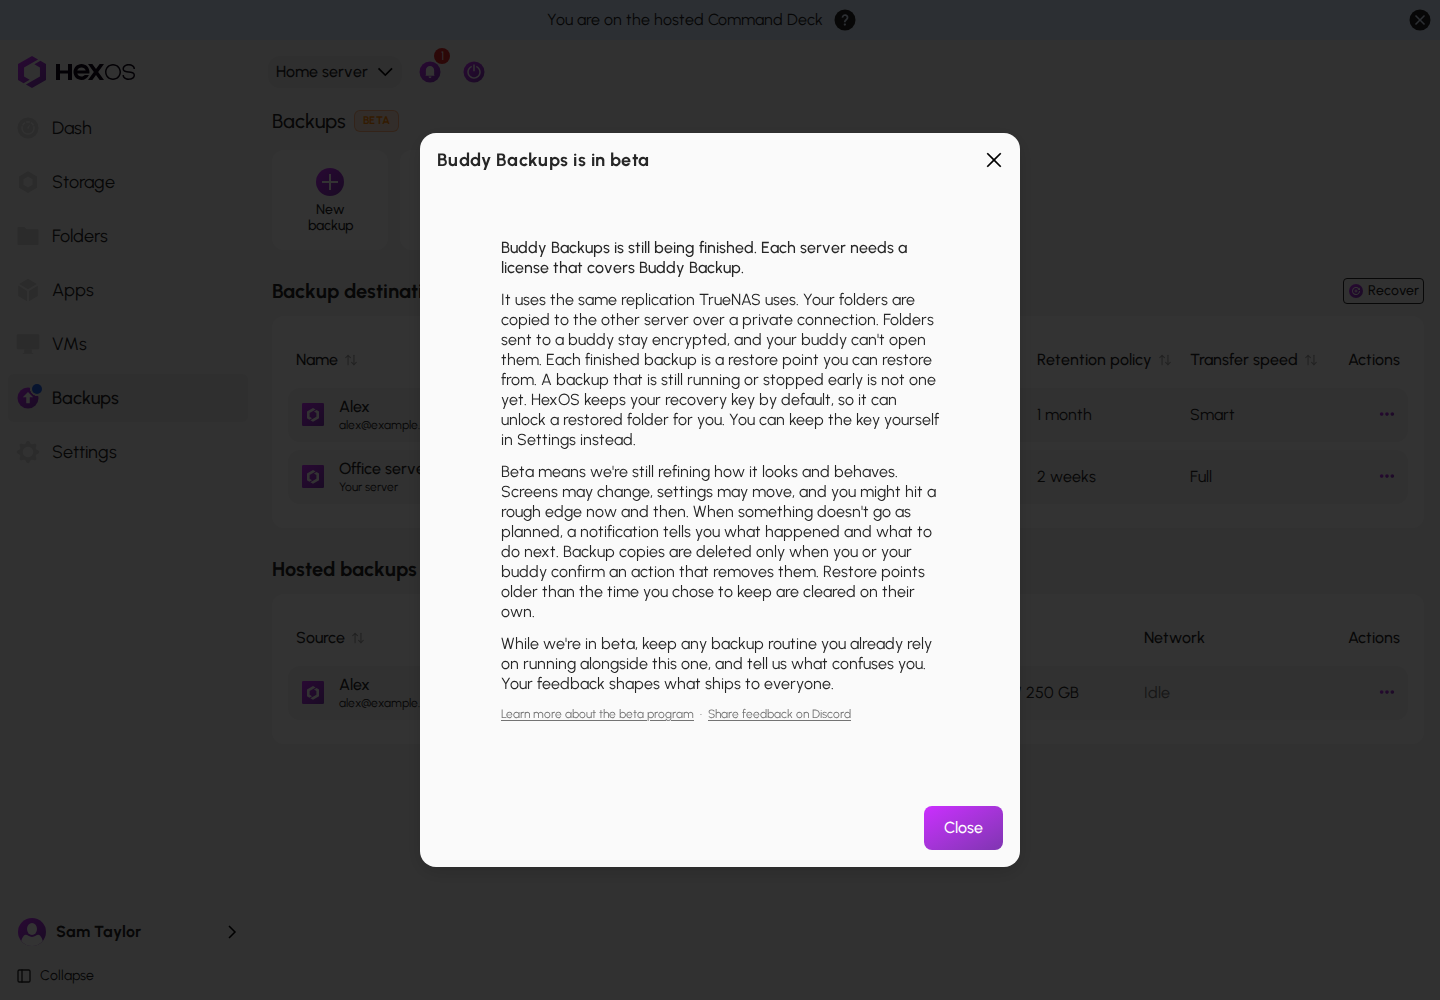 You are on the hosted Command Deck ?
HexOS
Home server
!
Dash
Storage
Folders
Apps
VMs
Backups
Settings
Backups BETA
New
backup
Backup destinati
Recover
Name
Retention policy
Transfer speed
Actions
Alex
alex@example.
1 month
Smart
Office serve
Your server
2 weeks
Full
Hosted backups
Source
Network
Actions
Alex
alex@example.
250 GB
Idle
Buddy Backups is in beta
Buddy Backups is still being finished. Each server needs a
license that covers Buddy Backup.
It uses the same replication TrueNAS uses. Your folders are
copied to the other server over a private connection. Folders
sent to a buddy stay encrypted, and your buddy can't open
them. Each finished backup is a restore point you can restore
from. A backup that is still running or stopped early is not one
yet. HexOS keeps your recovery key by default, so it can
unlock a restored folder for you. You can keep the key yourself
in Settings instead.
Beta means we're still refining how it looks and behaves.
Screens may change, settings may move, and you might hit a
rough edge now and then. When something doesn't go as
planned, a notification tells you what happened and what to
do next. Backup copies are deleted only when you or your
buddy confirm an action that removes them. Restore points
older than the time you chose to keep are cleared on their
own.
While we're in beta, keep any backup routine you already rely
on running alongside this one, and tell us what confuses you.
Your feedback shapes what ships to everyone.
Learn more about the beta program · Share feedback on Discord
Close
Sam Taylor
Collapse